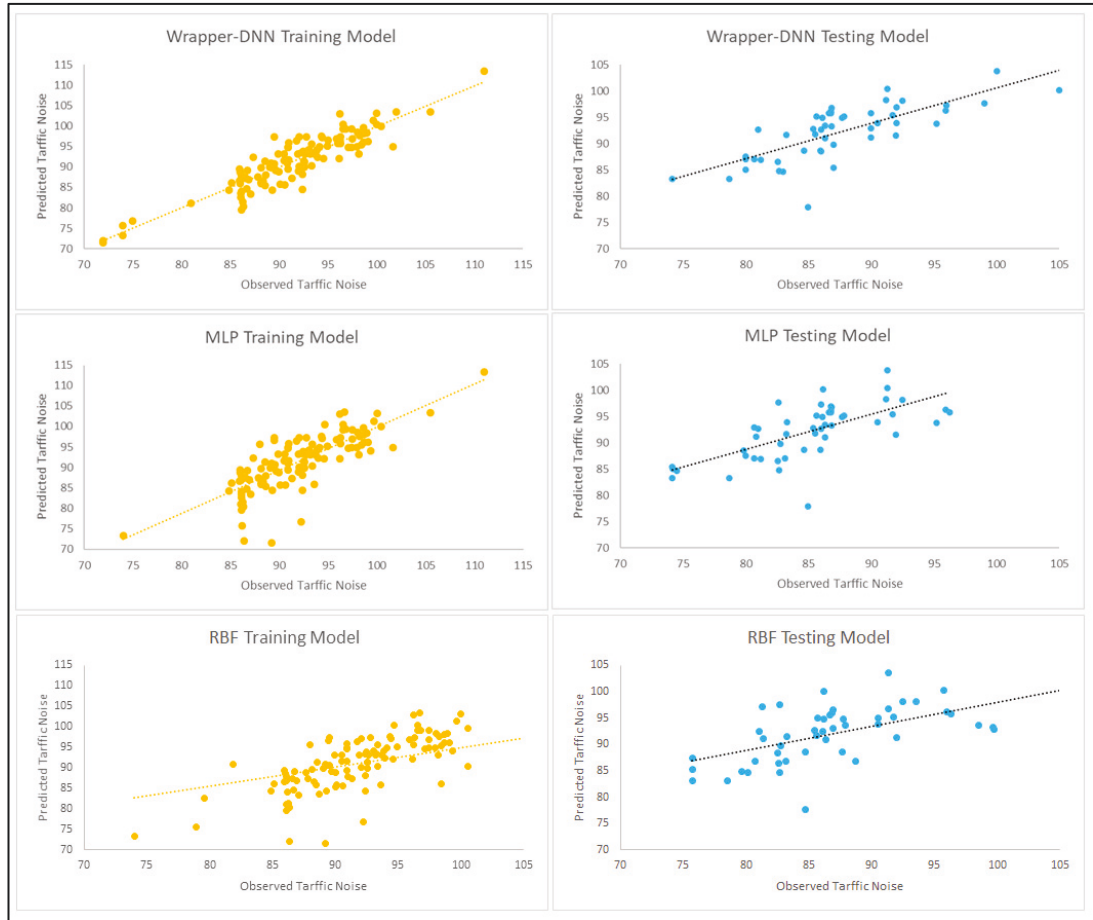 Wrapper-DNN Training Model
Predicted Tarffic Noise
115
110
105
100
95
90
85
80
75
70
70 75 80 85 90 95 100 105 110 115
Observed Tarffic Noise
Wrapper-DNN Testing Model
Predicted Tarffic Noise
105
100
95
90
85
80
75
70
70 75 80 85 90 95 100 105
Observed Tarffic Noise
MLP Training Model
Predicted Tarffic Noise
115
110
105
100
95
90
85
80
75
70
70 75 80 85 90 95 100 105 110 115
Observed Tarffic Noise
MLP Testing Model
Predicted Tarffic Noise
105
100
95
90
85
80
75
70
70 75 80 85 90 95 100 105
Observed Tarffic Noise
RBF Training Model
Predicted Tarffic Noise
115
110
105
100
95
90
85
80
75
70
70 75 80 85 90 95 100 105
Observed Tarffic Noise
RBF Testing Model
Predicted Tarffic Noise
105
100
95
90
85
80
75
70
70 75 80 85 90 95 100 105
Observed Tarffic Noise